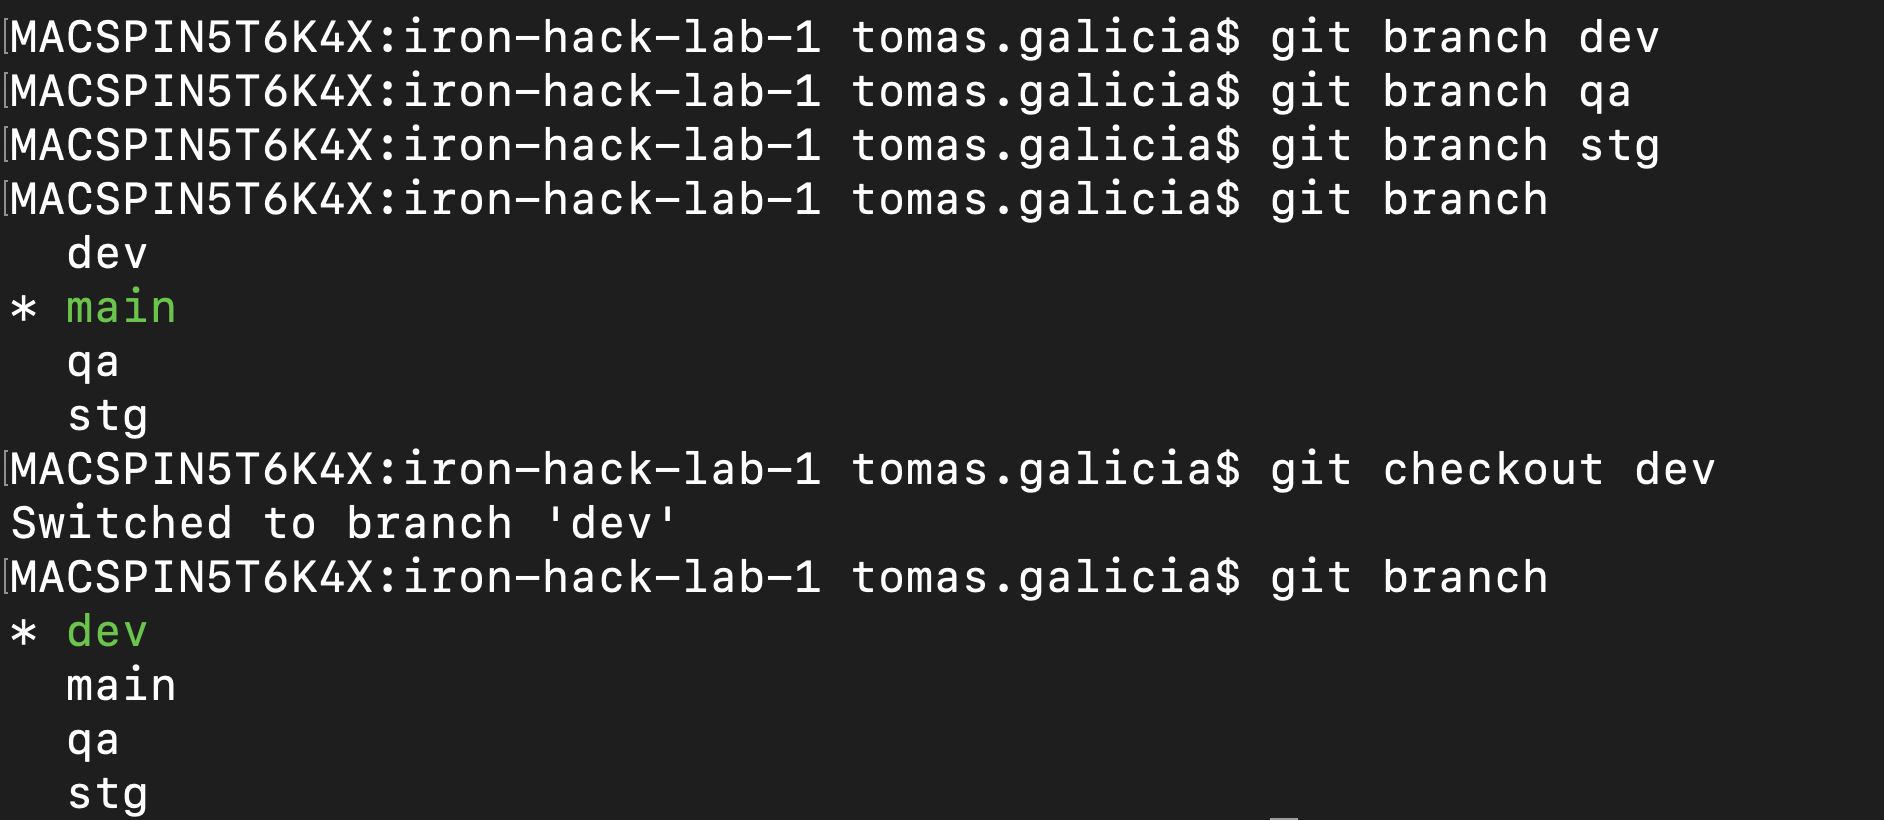 MACSPIN5T6K4X:iron-hack-lab-1 tomas.galicia$ git branch dev
MACSPIN5T6K4X:iron-hack-lab-1 tomas.galicia$ git branch qa
MACSPIN5T6K4X:iron-hack-lab-1 tomas.galicia$ git branch stg
MACSPIN5T6K4X:iron-hack-lab-1 tomas.galicia$ git branch
  dev
* main
  qa
  stg
MACSPIN5T6K4X:iron-hack-lab-1 tomas.galicia$ git checkout dev
Switched to branch 'dev'
MACSPIN5T6K4X:iron-hack-lab-1 tomas.galicia$ git branch
* dev
  main
  qa
  stg